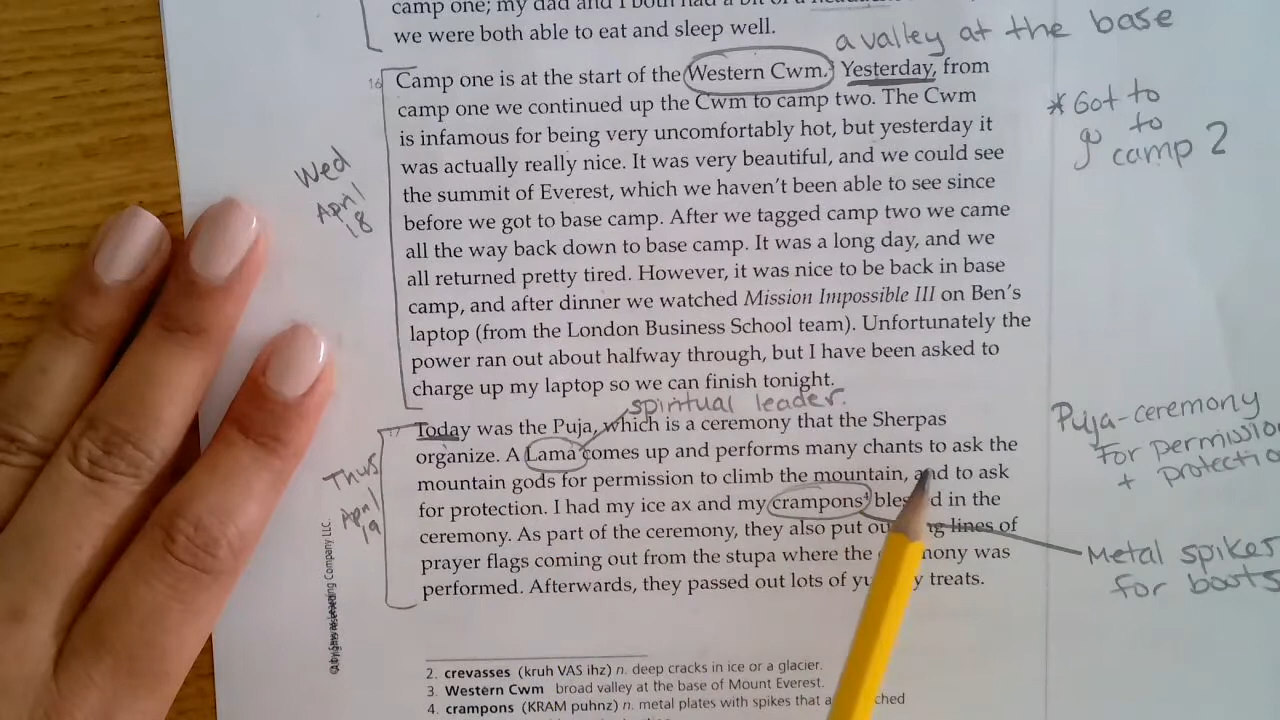 camp one; my dad and I both had a bit of a
we were both able to eat and sleep well.
a valley at the base
16 Camp one is at the start of the Western Cwm. Yesterday, from
camp one we continued up the Cwm to camp two. The Cwm
is infamous for being very uncomfortably hot, but yesterday it
was actually really nice. It was very beautiful, and we could see
the summit of Everest, which we haven't been able to see since
before we got to base camp. After we tagged camp two we came
all the way back down to base camp. It was a long day, and we
all returned pretty tired. However, it was nice to be back in base
camp, and after dinner we watched Mission Impossible III on Ben's
laptop (from the London Business School team). Unfortunately the
power ran out about halfway through, but I have been asked to
charge up my laptop so we can finish tonight.
Wed
April
18
* Got to
go to
camp 2
spiritual leader.
17 Today was the Puja, which is a ceremony that the Sherpas
organize. A Lama comes up and performs many chants to ask the
mountain gods for permission to climb the mountain, and to ask
for protection. I had my ice ax and my crampons4 blessed in the
ceremony. As part of the ceremony, they also put out long lines of
prayer flags coming out from the stupa where the ceremony was
performed. Afterwards, they passed out lots of yummy treats.
Thus
April
19
Puja-ceremony
For permission
+ protectio
Metal spikes
for boots
Learning Company LLC.
2. crevasses (kruh VAS ihz) n. deep cracks in ice or a glacier.
3. Western Cwm broad valley at the base of Mount Everest.
4. crampons (KRAM puhnz) n. metal plates with spikes that